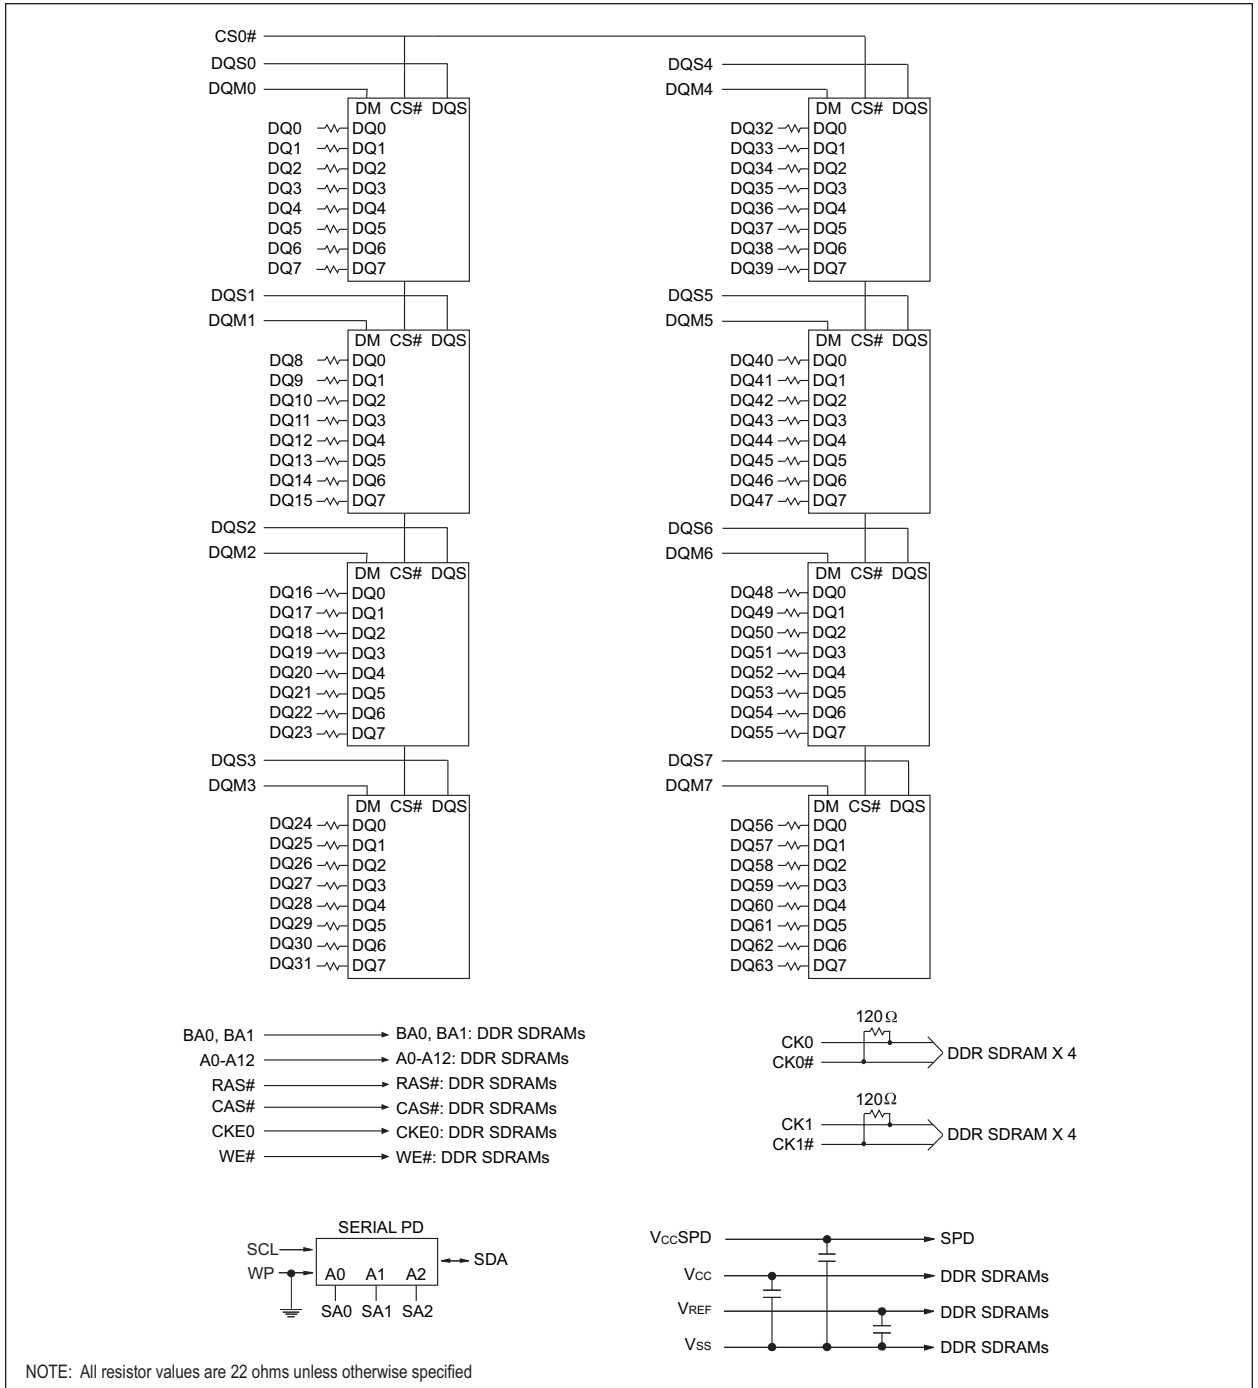 CS0#
DQS0
DQM0
DM CS# DQS
DQ0 DQ0
DQ1 DQ1
DQ2 DQ2
DQ3 DQ3
DQ4 DQ4
DQ5 DQ5
DQ6 DQ6
DQ7 DQ7
DQS1
DQM1
DM CS# DQS
DQ8 DQ0
DQ9 DQ1
DQ10 DQ2
DQ11 DQ3
DQ12 DQ4
DQ13 DQ5
DQ14 DQ6
DQ15 DQ7
DQS2
DQM2
DM CS# DQS
DQ16 DQ0
DQ17 DQ1
DQ18 DQ2
DQ19 DQ3
DQ20 DQ4
DQ21 DQ5
DQ22 DQ6
DQ23 DQ7
DQS3
DQM3
DM CS# DQS
DQ24 DQ0
DQ25 DQ1
DQ26 DQ2
DQ27 DQ3
DQ28 DQ4
DQ29 DQ5
DQ30 DQ6
DQ31 DQ7
DQS4
DQM4
DM CS# DQS
DQ32 DQ0
DQ33 DQ1
DQ34 DQ2
DQ35 DQ3
DQ36 DQ4
DQ37 DQ5
DQ38 DQ6
DQ39 DQ7
DQS5
DQM5
DM CS# DQS
DQ40 DQ0
DQ41 DQ1
DQ42 DQ2
DQ43 DQ3
DQ44 DQ4
DQ45 DQ5
DQ46 DQ6
DQ47 DQ7
DQS6
DQM6
DM CS# DQS
DQ48 DQ0
DQ49 DQ1
DQ50 DQ2
DQ51 DQ3
DQ52 DQ4
DQ53 DQ5
DQ54 DQ6
DQ55 DQ7
DQS7
DQM7
DM CS# DQS
DQ56 DQ0
DQ57 DQ1
DQ58 DQ2
DQ59 DQ3
DQ60 DQ4
DQ61 DQ5
DQ62 DQ6
DQ63 DQ7
BA0, BA1 BA0, BA1: DDR SDRAMs
A0-A12 A0-A12: DDR SDRAMs
RAS# RAS#: DDR SDRAMs
CAS# CAS#: DDR SDRAMs
CKE0 CKE0: DDR SDRAMs
WE# WE#: DDR SDRAMs
120Ω
CK0
CK0#
DDR SDRAM X 4
120Ω
CK1
CK1#
DDR SDRAM X 4
SERIAL PD
SCL
WP
A0 A1 A2
SDA
SA0 SA1 SA2
VCCSPD SPD
VCC DDR SDRAMs
VREF DDR SDRAMs
VSS DDR SDRAMs
NOTE: All resistor values are 22 ohms unless otherwise specified